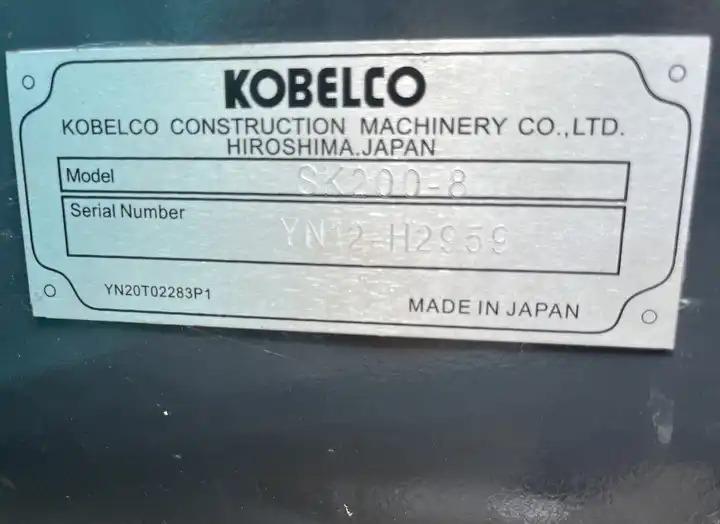 KOBELCO
KOBELCO CONSTRUCTION MACHINERY CO.,LTD.
HIROSHIMA.JAPAN
Model SK200-8
Serial Number YN12-H2959
YN20T02283P1
MADE IN JAPAN